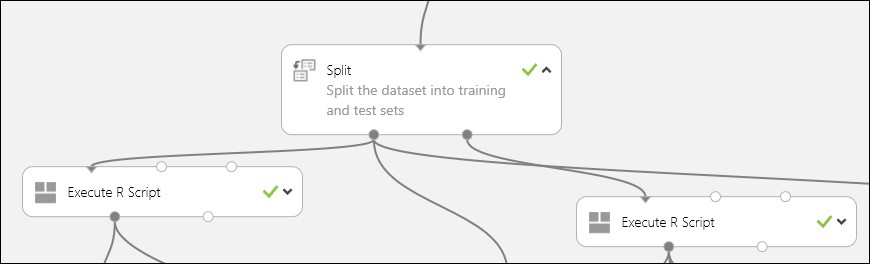 Split
Split the dataset into training
and test sets
Execute R Script
Execute R Script